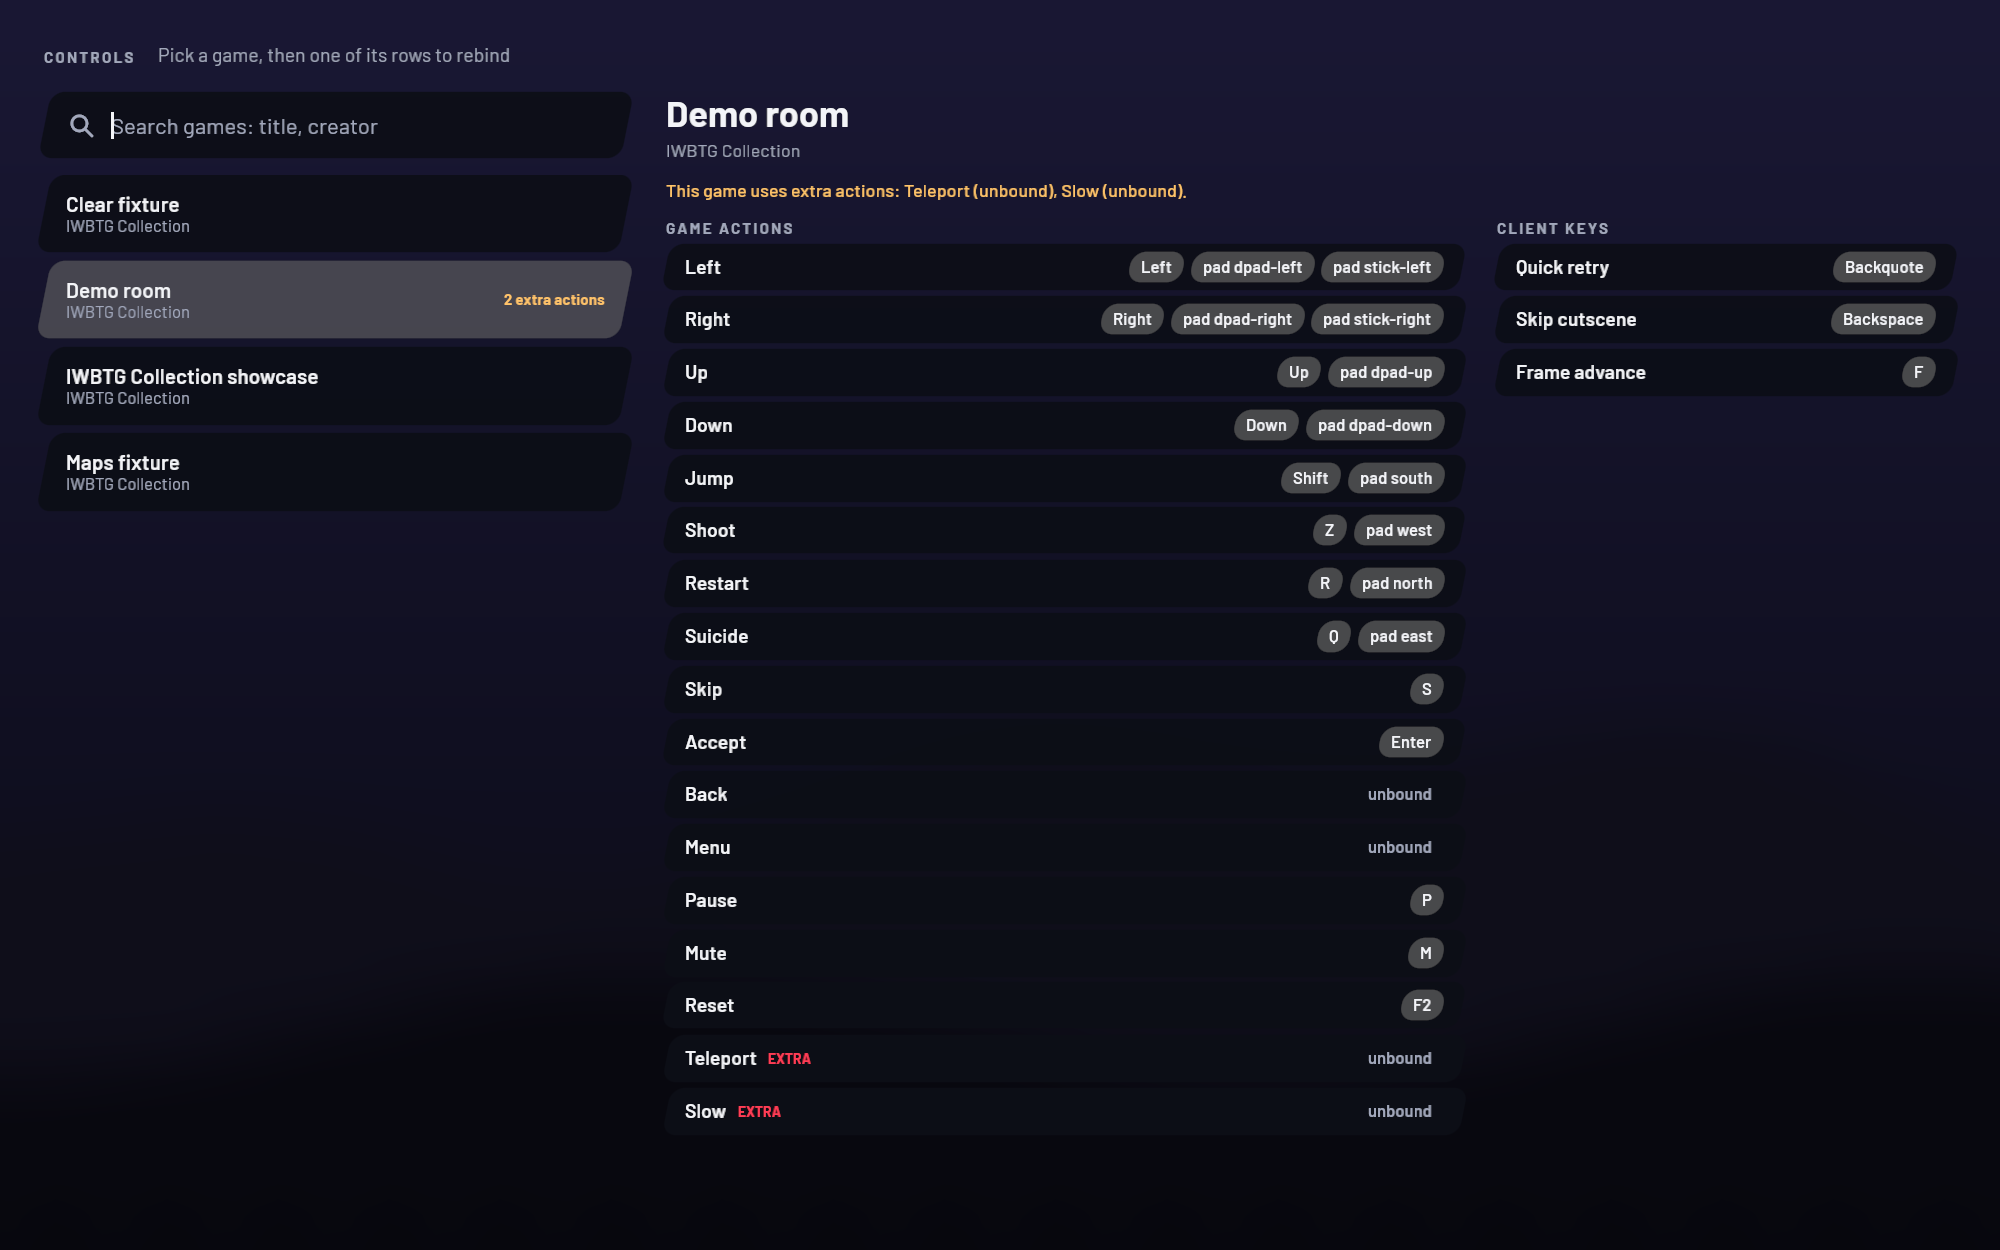 CONTROLS Pick a game, then one of its rows to rebind
Search games: title, creator
Clear fixture
IWBTG Collection
Demo room
IWBTG Collection
2 extra actions
IWBTG Collection showcase
IWBTG Collection
Maps fixture
IWBTG Collection
Demo room
IWBTG Collection
This game uses extra actions: Teleport (unbound), Slow (unbound).
GAME ACTIONS
Left Left pad dpad-left pad stick-left
Right Right pad dpad-right pad stick-right
Up Up pad dpad-up
Down Down pad dpad-down
Jump Shift pad south
Shoot Z pad west
Restart R pad north
Suicide Q pad east
Skip S
Accept Enter
Back unbound
Menu unbound
Pause P
Mute M
Reset F2
Teleport EXTRA unbound
Slow EXTRA unbound
CLIENT KEYS
Quick retry Backquote
Skip cutscene Backspace
Frame advance F